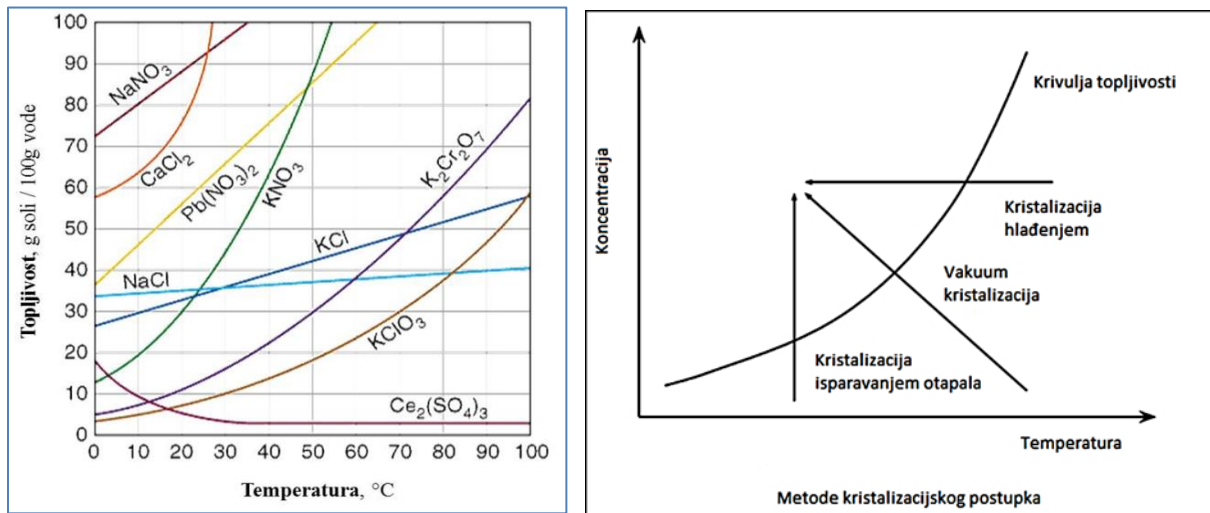 Topljivost, g soli / 100g vode
100
90
80
70
60
50
40
30
20
10
0
NaNO₃
CaCl₂
Pb(NO₃)₂
KNO₃
K₂Cr₂O₇
KCl
NaCl
KClO₃
Ce₂(SO₄)₃
0 10 20 30 40 50 60 70 80 90 100
Temperatura, °C
Koncentracija
Krivulja topljivosti
Kristalizacija
hlađenjem
Vakuum
kristalizacija
Kristalizacija
isparavanjem otapala
Temperatura
Metode kristalizacijskog postupka